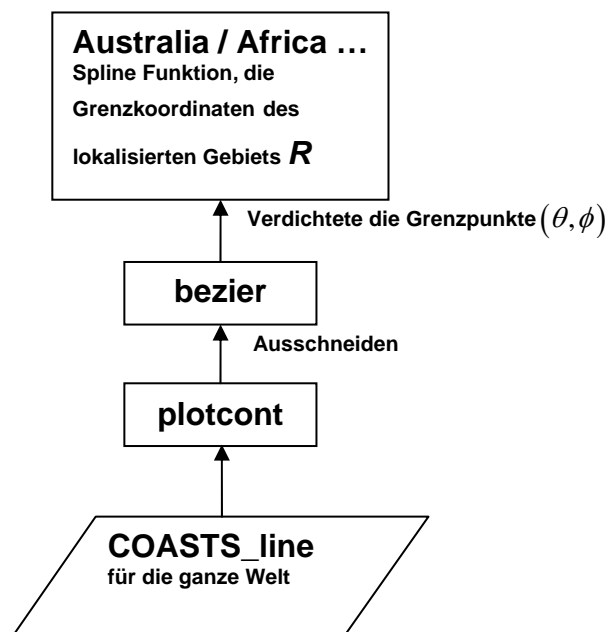 Australia / Africa …
Spline Funktion, die
Grenzkoordinaten des
lokalisierten Gebiets R
Verdichtete die Grenzpunkte (θ,ϕ)
bezier
Ausschneiden
plotcont
COASTS_line
für die ganze Welt